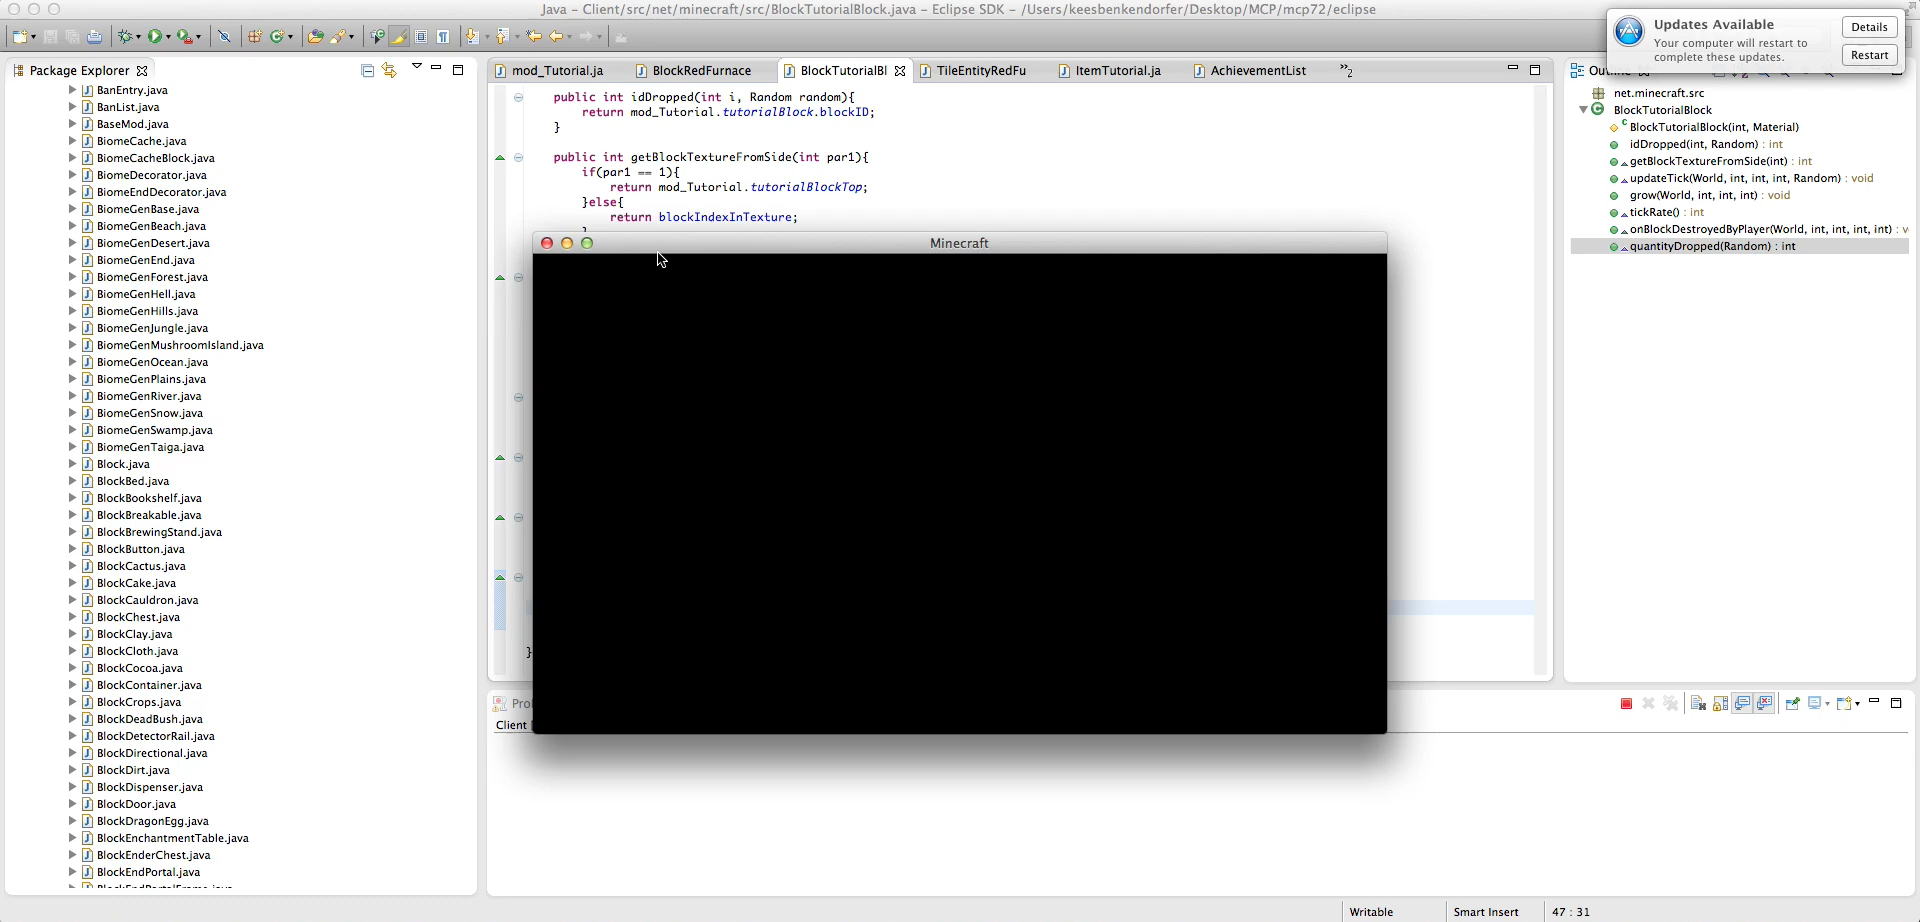 Java – Client/src/net/minecraft/src/BlockTutorialBlock.java – Eclipse SDK – /Users/keesbenkendorfer/Desktop/MCP/mcp72/eclipse
Updates Available
Your computer will restart to
complete these updates.
Details
Restart
Package Explorer
BanEntry.java
BanList.java
BaseMod.java
BiomeCache.java
BiomeCacheBlock.java
BiomeDecorator.java
BiomeEndDecorator.java
BiomeGenBase.java
BiomeGenBeach.java
BiomeGenDesert.java
BiomeGenEnd.java
BiomeGenForest.java
BiomeGenHell.java
BiomeGenHills.java
BiomeGenJungle.java
BiomeGenMushroomIsland.java
BiomeGenOcean.java
BiomeGenPlains.java
BiomeGenRiver.java
BiomeGenSnow.java
BiomeGenSwamp.java
BiomeGenTaiga.java
Block.java
BlockBed.java
BlockBookshelf.java
BlockBreakable.java
BlockBrewingStand.java
BlockButton.java
BlockCactus.java
BlockCake.java
BlockCauldron.java
BlockChest.java
BlockClay.java
BlockCloth.java
BlockCocoa.java
BlockContainer.java
BlockCrops.java
BlockDeadBush.java
BlockDetectorRail.java
BlockDirectional.java
BlockDirt.java
BlockDispenser.java
BlockDoor.java
BlockDragonEgg.java
BlockEnchantmentTable.java
BlockEnderChest.java
BlockEndPortal.java
mod_Tutorial.ja
BlockRedFurnace
BlockTutorialBl
TileEntityRedFu
ItemTutorial.ja
AchievementList
»2
public int idDropped(int i, Random random){
return mod_Tutorial.tutorialBlock.blockID;
}
public int getBlockTextureFromSide(int par1){
if(par1 == 1){
return mod_Tutorial.tutorialBlockTop;
}else{
return blockIndexInTexture;
}
Minecraft
Client
net.minecraft.src
BlockTutorialBlock
BlockTutorialBlock(int, Material)
idDropped(int, Random) : int
getBlockTextureFromSide(int) : int
updateTick(World, int, int, int, Random) : void
grow(World, int, int, int) : void
tickRate() : int
onBlockDestroyedByPlayer(World, int, int, int, int) : v
quantityDropped(Random) : int
Writable
Smart Insert
47 : 31